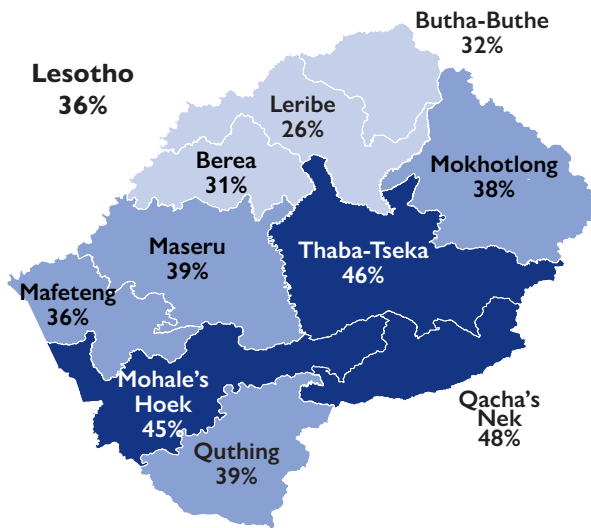 Butha-Buthe
32%
Lesotho
36%
Leribe
26%
Berea
31%
Mokhotlong
38%
Maseru
39%
Thaba-Tseka
46%
Mafeteng
36%
Mohale's
Hoek
45%
Qacha's
Nek
48%
Quthing
39%